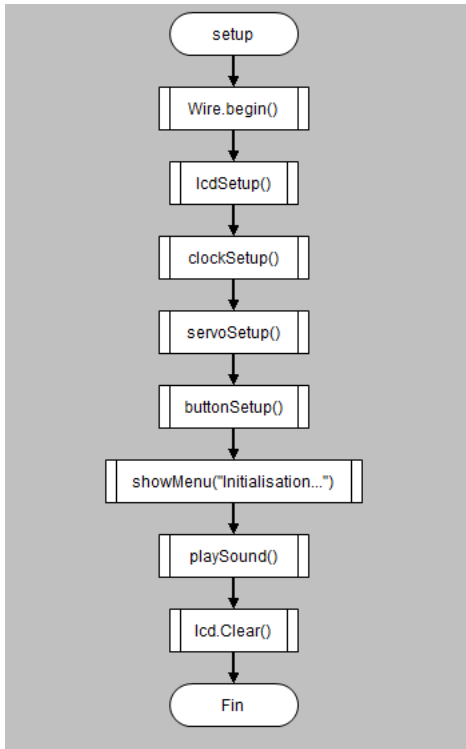 setup
Wire.begin()
lcdSetup()
clockSetup()
servoSetup()
buttonSetup()
showMenu("Initialisation...")
playSound()
lcd.Clear()
Fin